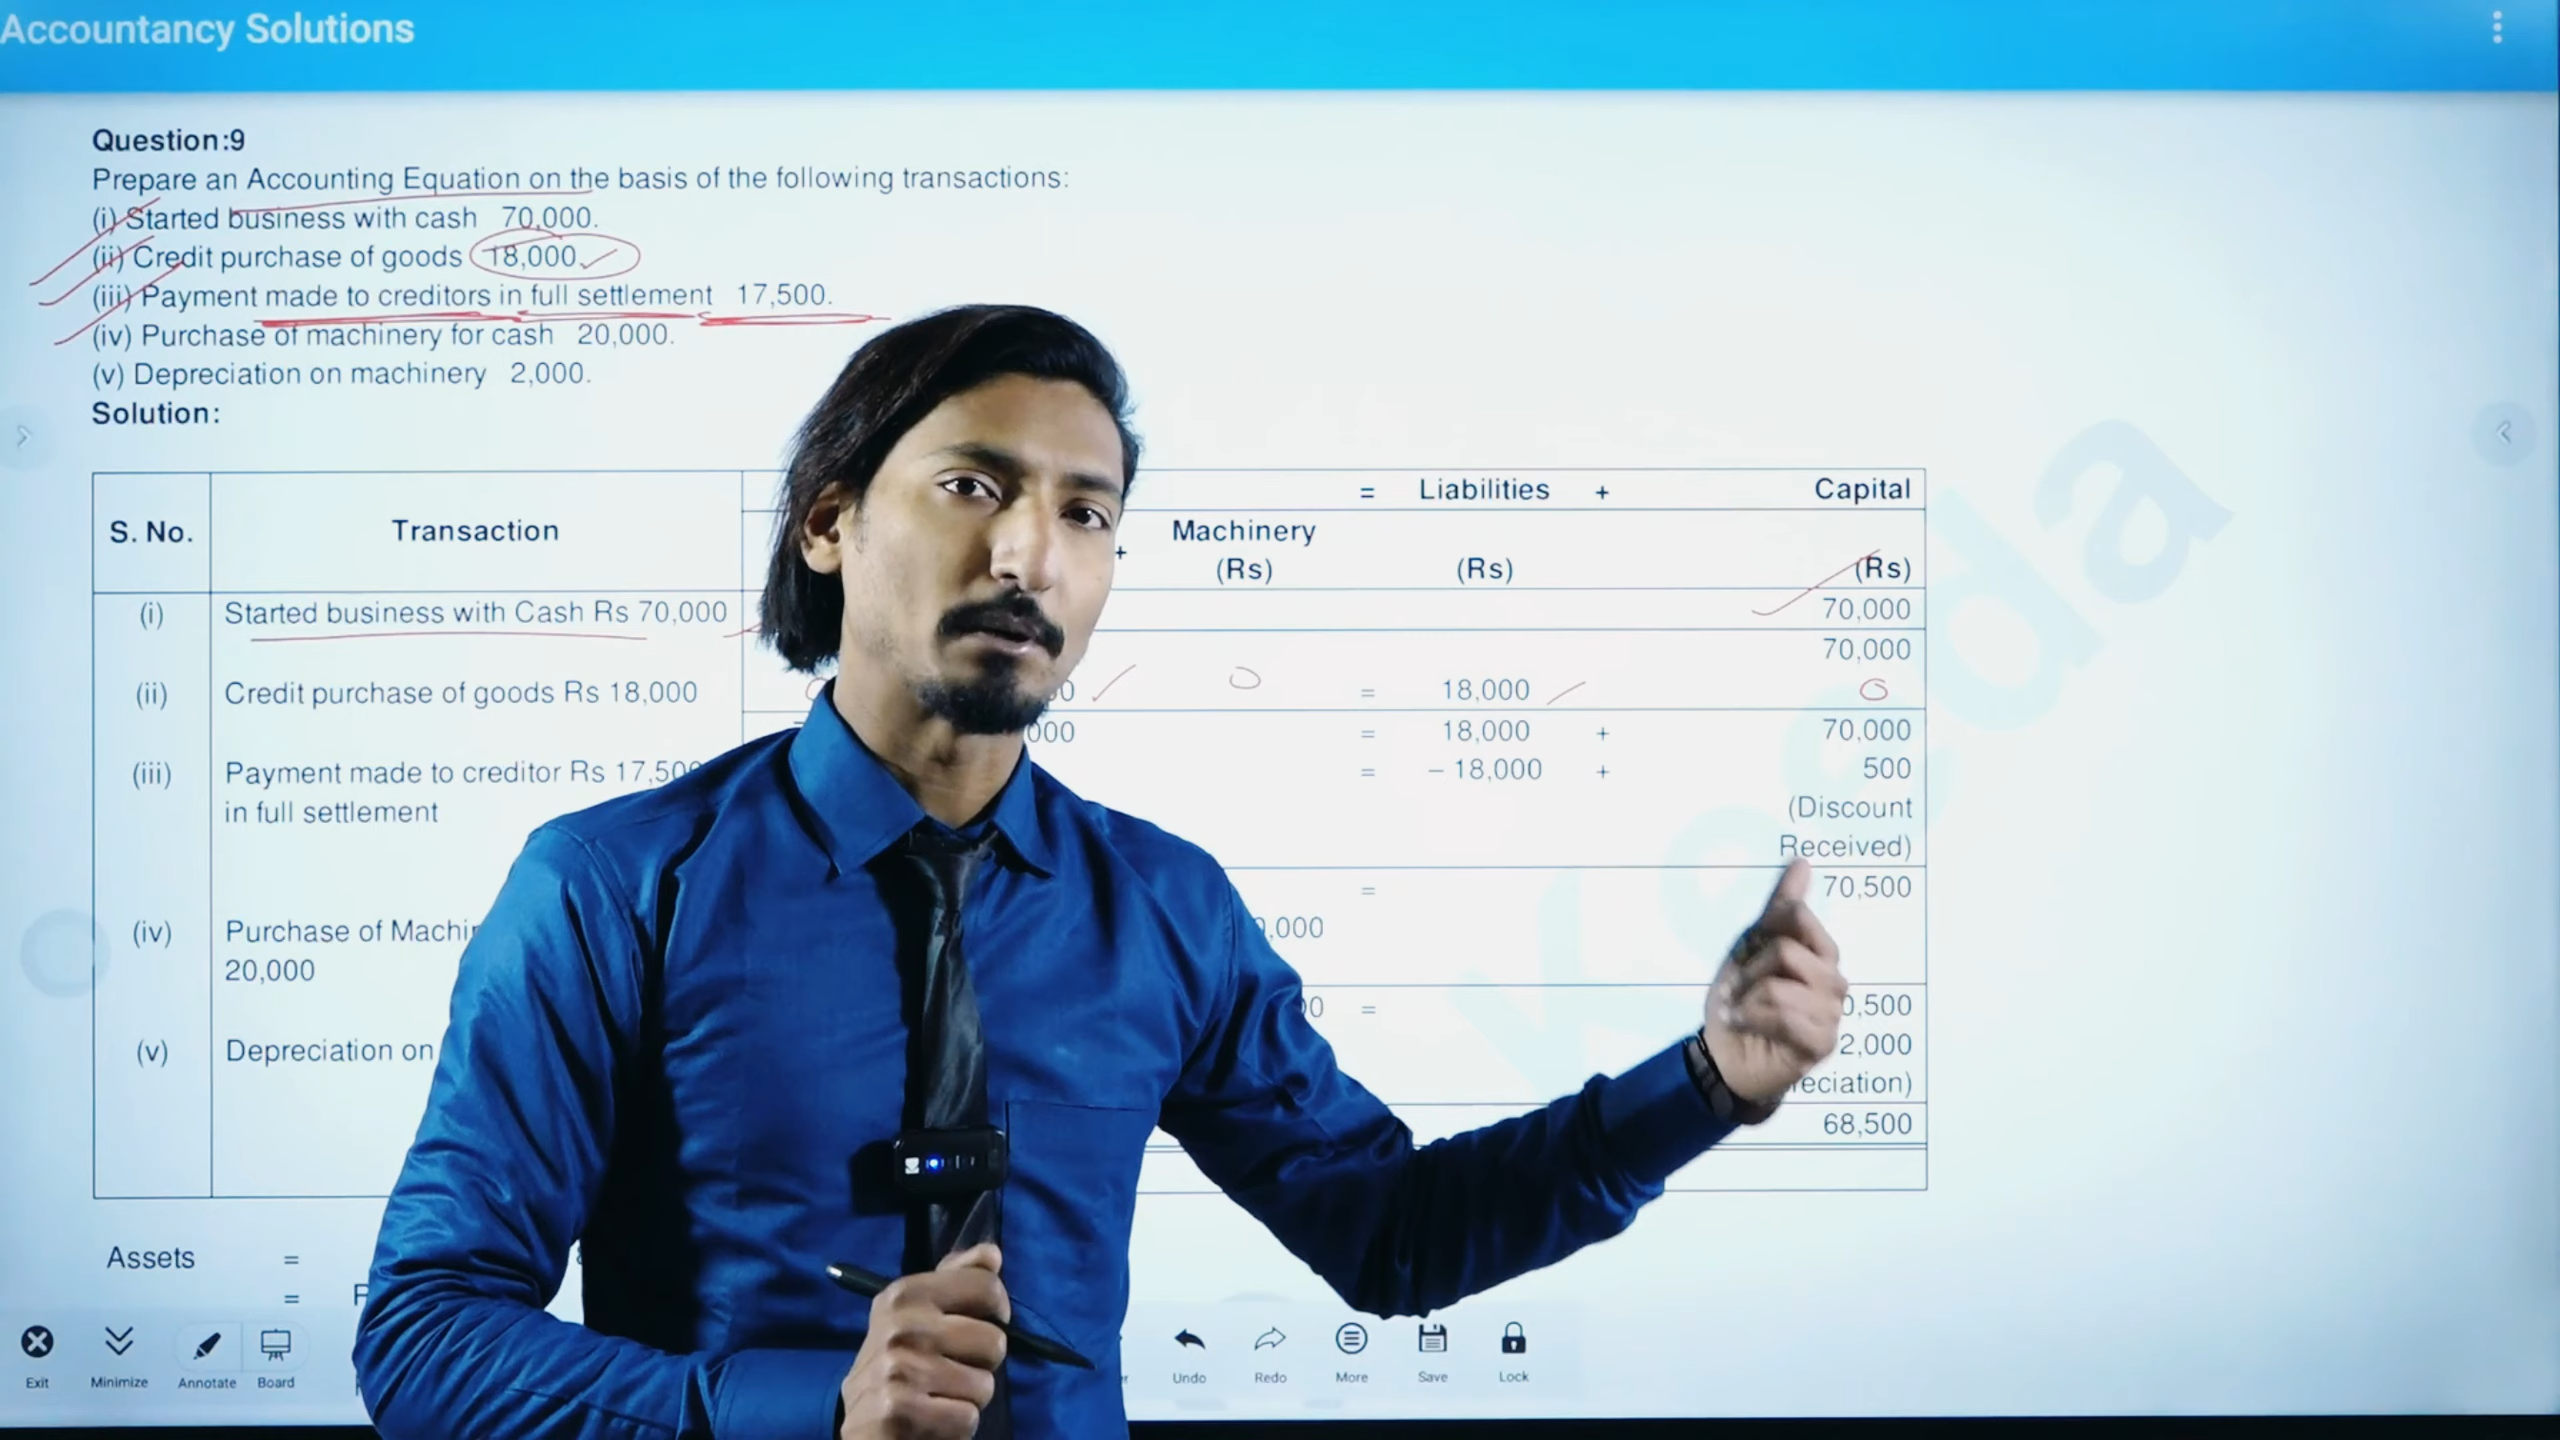 Accountancy Solutions
Question:9
Prepare an Accounting Equation on the basis of the following transactions:
(i) Started business with cash 70,000.
(ii) Credit purchase of goods 18,000
(iii) Payment made to creditors in full settlement 17,500.
(iv) Purchase of machinery for cash 20,000.
(v) Depreciation on machinery 2,000.
Solution:
= Liabilities + Capital
S. No. Transaction + Machinery
(Rs) (Rs) (Rs)
(i) Started business with Cash Rs 70,000 70,000
70,000
(ii) Credit purchase of goods Rs 18,000 0 = 18,000 0
= 18,000 + 70,000
(iii) Payment made to creditor Rs = – 18,000 + 500
in full settlement (Discount
Received)
= 70,500
(iv) Purchase of
20,000
=
(v) Depreciation on
68,500
Assets =
=
Exit Minimize Annotate Board Undo Redo More Save Lock
Keeda